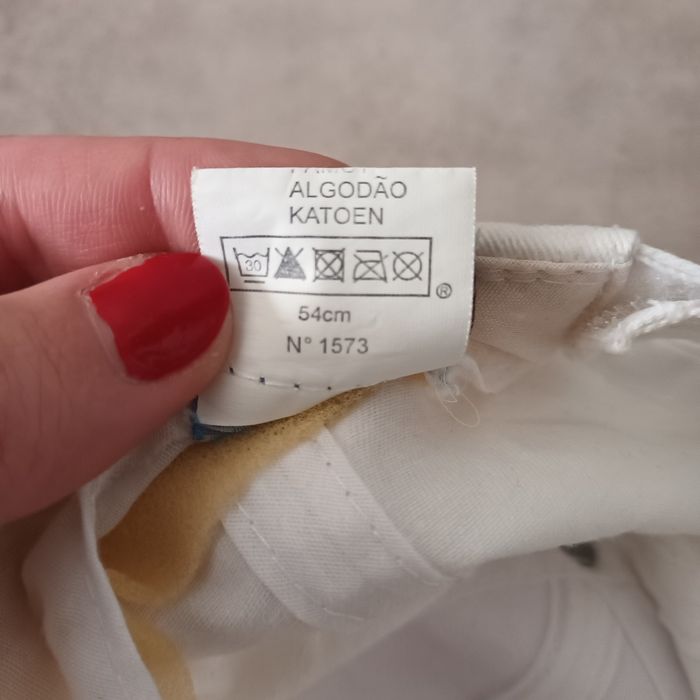 ALGODÃO
KATOEN
30
®
54cm
N° 1573